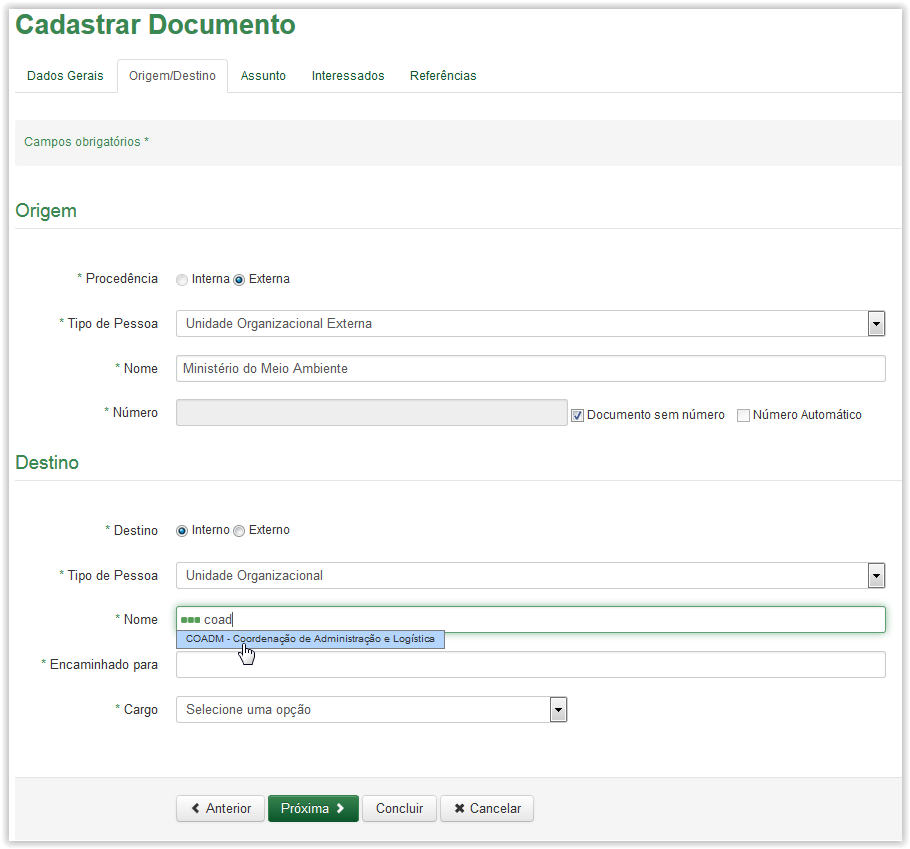 Cadastrar Documento
Dados Gerais Origem/Destino Assunto Interessados Referências
Campos obrigatórios *
Origem
* Procedência Interna Externa
* Tipo de Pessoa Unidade Organizacional Externa
* Nome Ministério do Meio Ambiente
* Número Documento sem número Número Automático
Destino
* Destino Interno Externo
* Tipo de Pessoa Unidade Organizacional
* Nome coad
COADM - Coordenação de Administração e Logística
* Encaminhado para
* Cargo Selecione uma opção
Anterior Próxima Concluir Cancelar